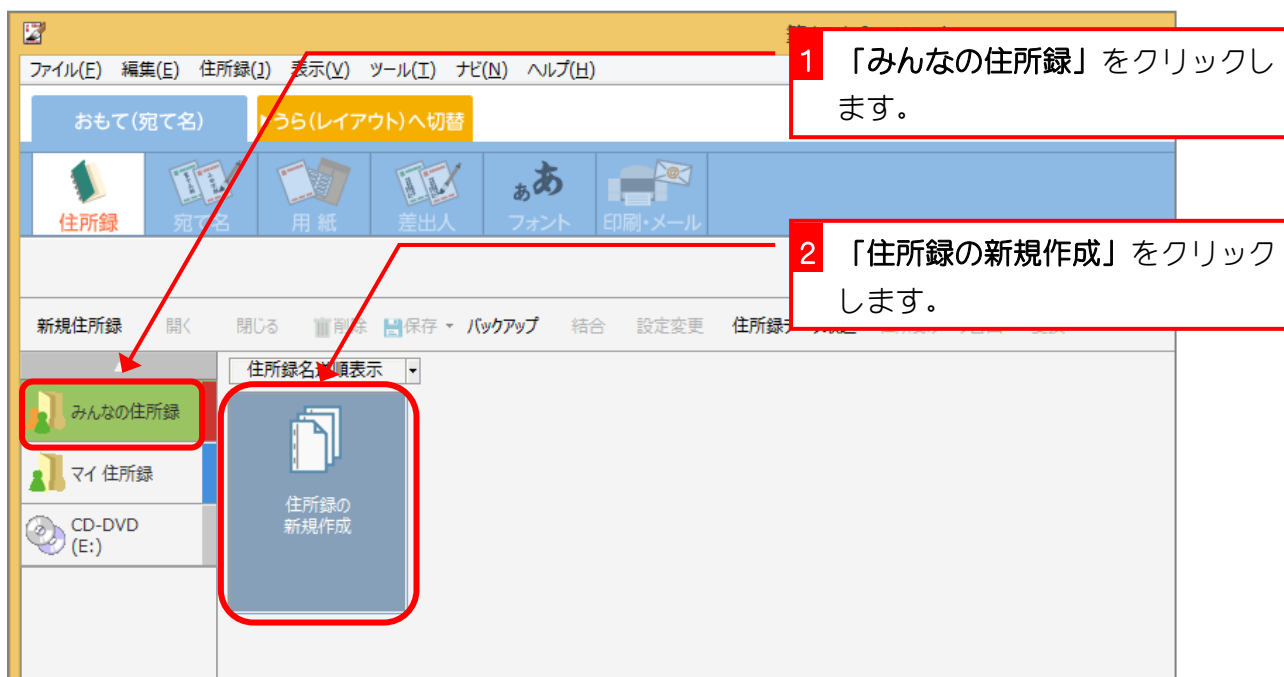 ファイル(F) 編集(E) 住所録(J) 表示(V) ツール(T) ナビ(N) ヘルプ(H)
1 「みんなの住所録」をクリックし
ます。
おもて(宛て名) うら(レイアウト)へ切替
住所録 宛て名 用紙 差出人 フォント 印刷・メール
ああ
2 「住所録の新規作成」をクリック
します。
新規住所録 開く 閉じる 削除 保存 バックアップ 結合 設定変更
住所録名 順表示
みんなの住所録
マイ 住所録
CD-DVD
(E:)
住所録の
新規作成